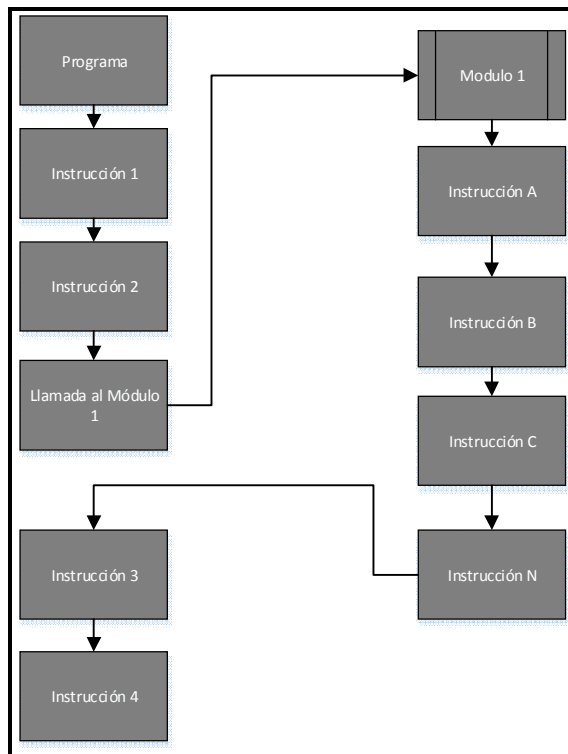 Programa
Instrucción 1
Instrucción 2
Llamada al Módulo
1
Modulo 1
Instrucción A
Instrucción B
Instrucción C
Instrucción N
Instrucción 3
Instrucción 4